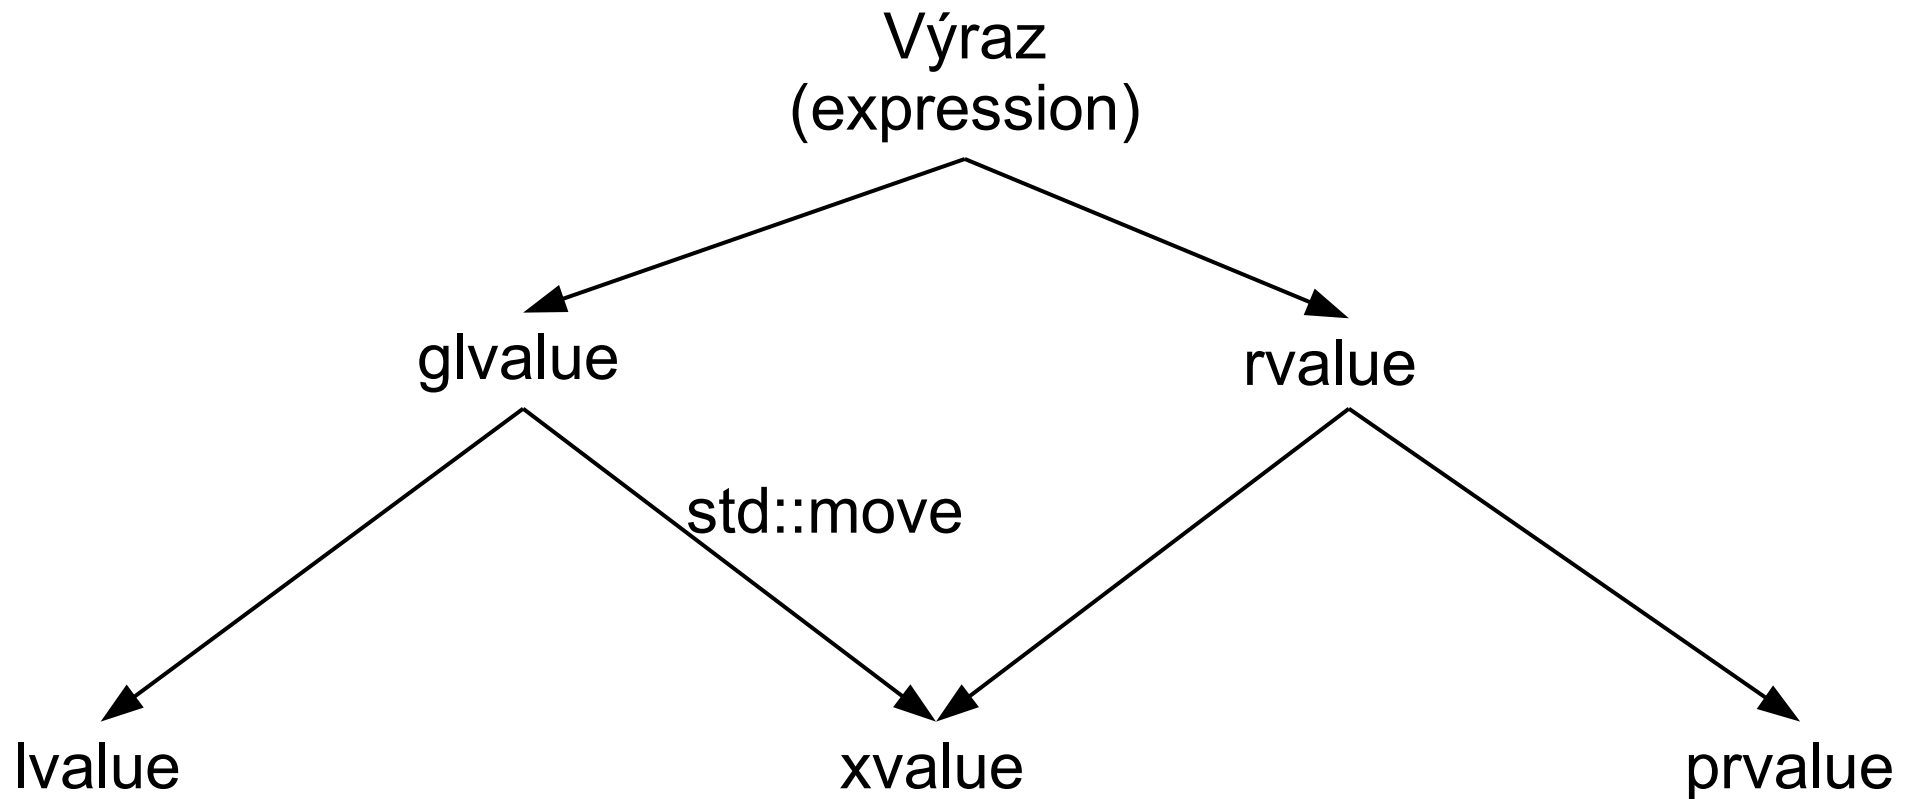 Výraz
(expression)
glvalue
rvalue
std::move
lvalue
xvalue
prvalue